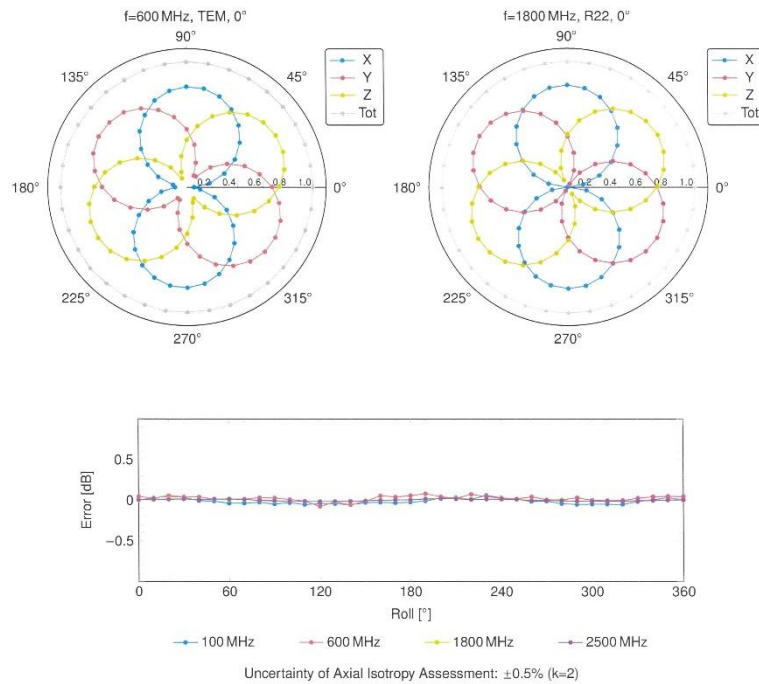 f=600 MHz, TEM, 0°
90°
135°
45°
X
Y
Z
Tot
180°
0.2 0.4 0.6 0.8 1.0
0°
225°
315°
270°
f=1800 MHz, R22, 0°
90°
135°
45°
X
Y
Z
Tot
180°
0.2 0.4 0.6 0.8 1.0
0°
225°
315°
270°
0.5
0
−0.5
Error [dB]
0 60 120 180 240 300 360
Roll [°]
100 MHz 600 MHz 1800 MHz 2500 MHz
Uncertainty of Axial Isotropy Assessment: ±0.5% (k=2)